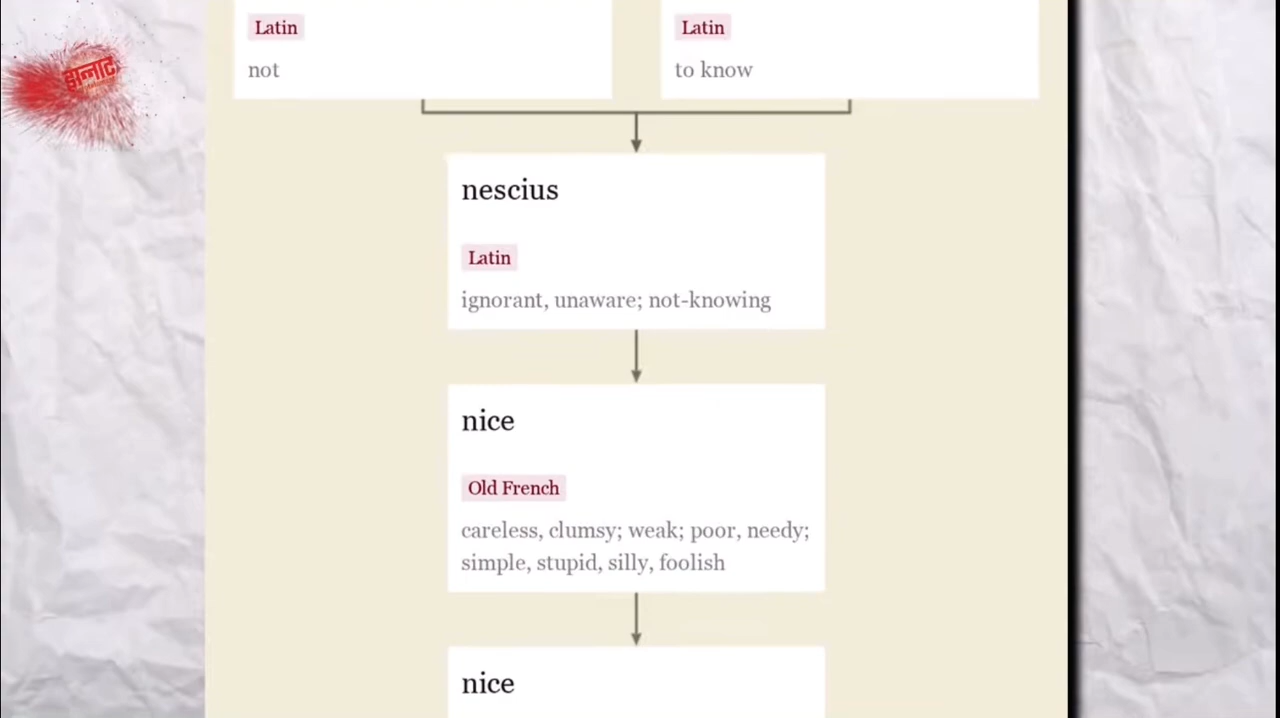 झन्नाट
Latin
Latin
not
to know
nescius
Latin
ignorant, unaware; not-knowing
nice
Old French
careless, clumsy; weak; poor, needy;
simple, stupid, silly, foolish
nice